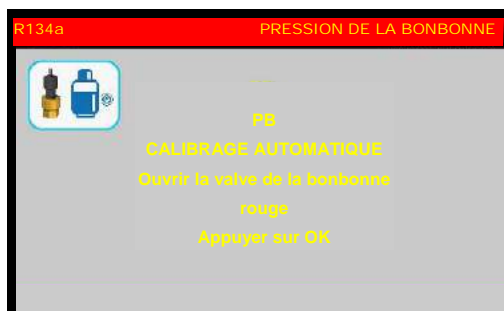 R134a PRESSION DE LA BONBONNE
PB
CALIBRAGE AUTOMATIQUE
Ouvrir la valve de la bonbonne
rouge
Appuyer sur OK